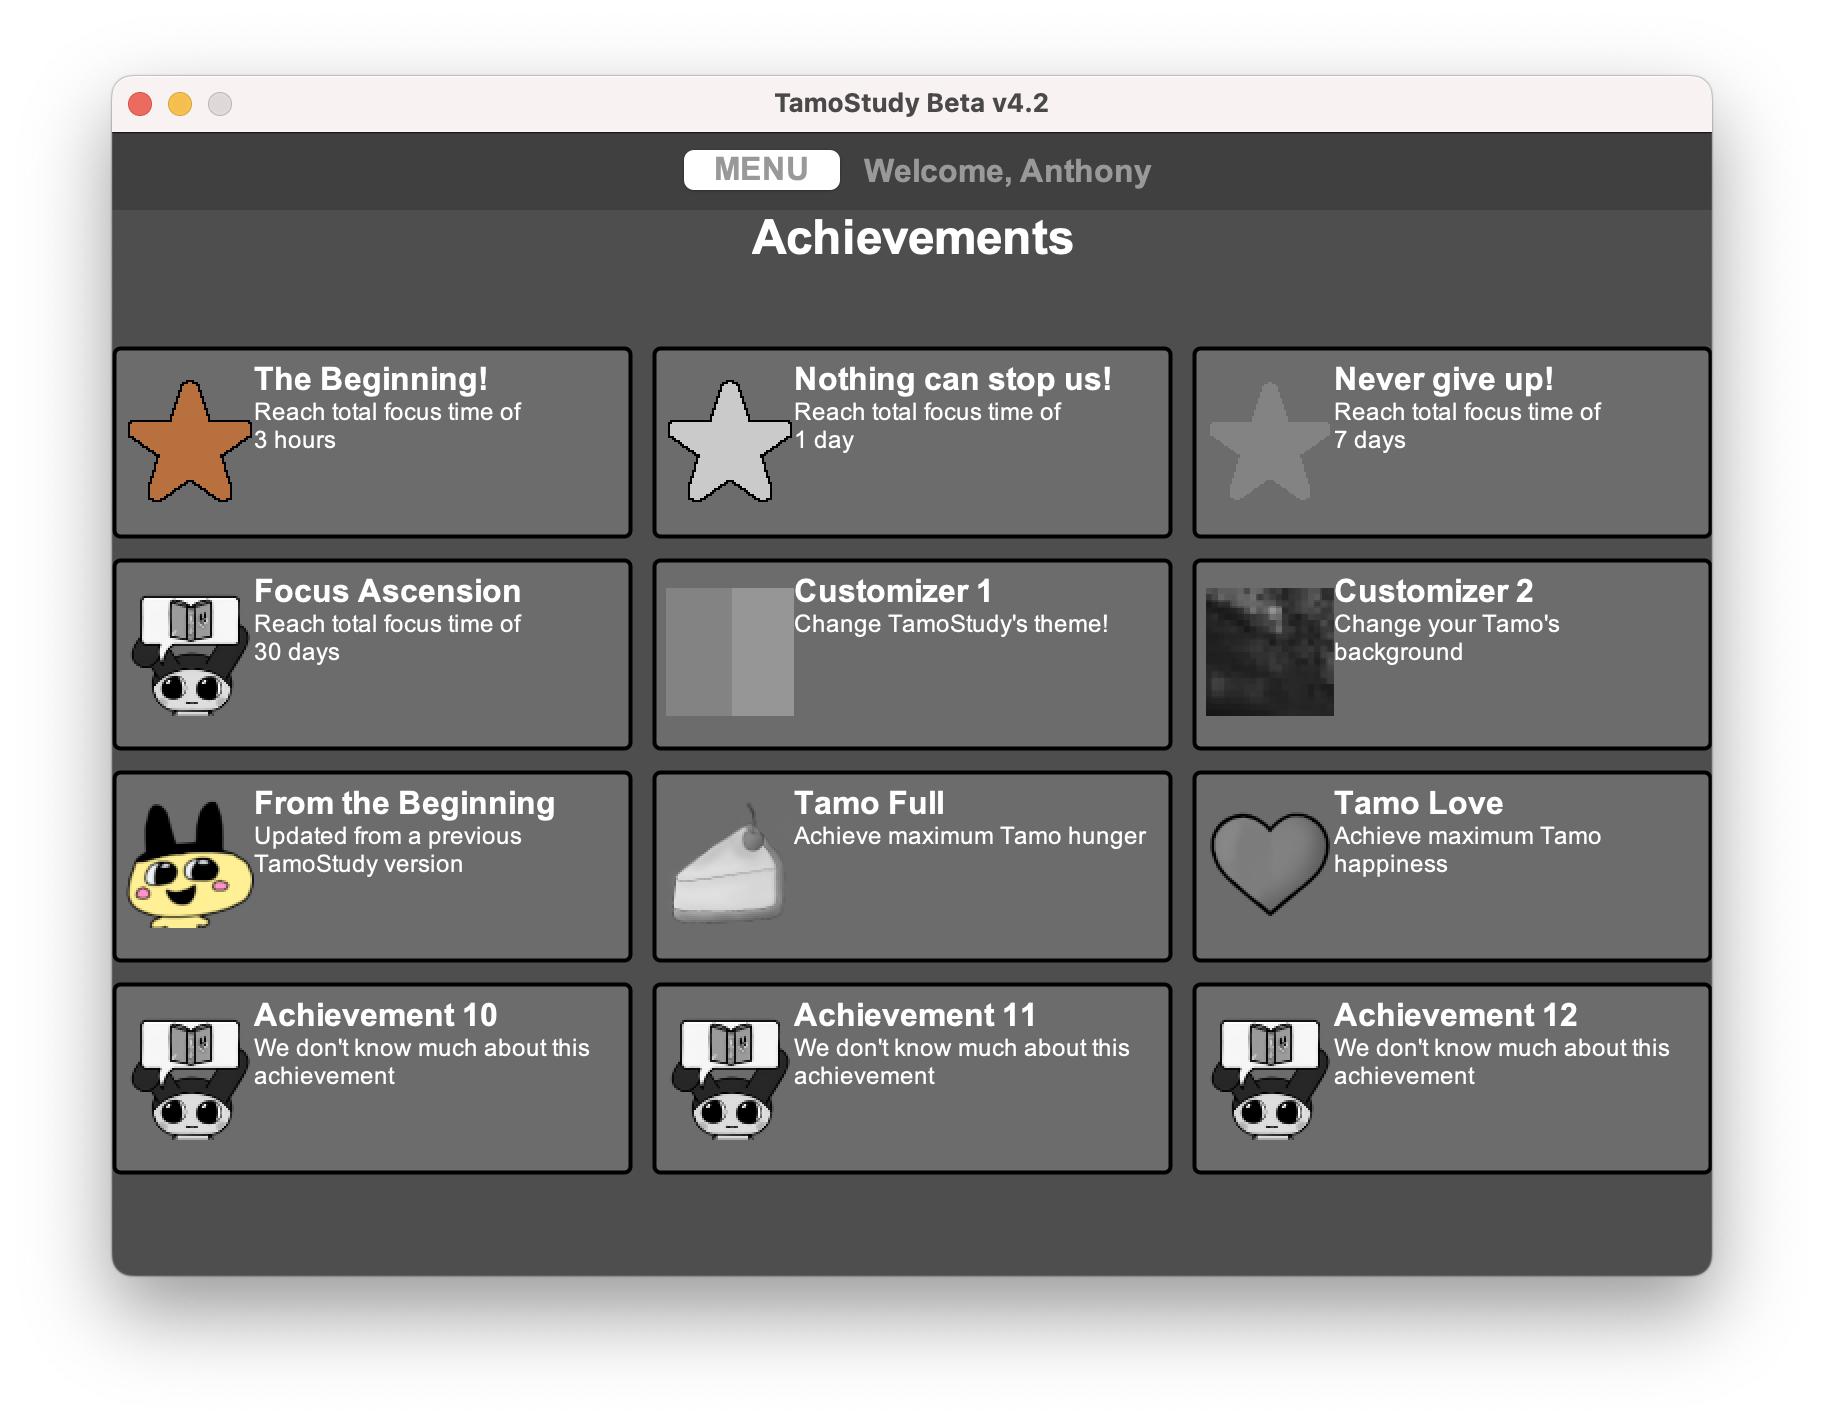 TamoStudy Beta v4.2
MENU
Welcome, Anthony
Achievements
The Beginning!
Reach total focus time of
3 hours
Nothing can stop us!
Reach total focus time of
1 day
Never give up!
Reach total focus time of
7 days
Focus Ascension
Reach total focus time of
30 days
Customizer 1
Change TamoStudy's theme!
Customizer 2
Change your Tamo's
background
From the Beginning
Updated from a previous
TamoStudy version
Tamo Full
Achieve maximum Tamo hunger
Tamo Love
Achieve maximum Tamo
happiness
Achievement 10
We don't know much about this
achievement
Achievement 11
We don't know much about this
achievement
Achievement 12
We don't know much about this
achievement